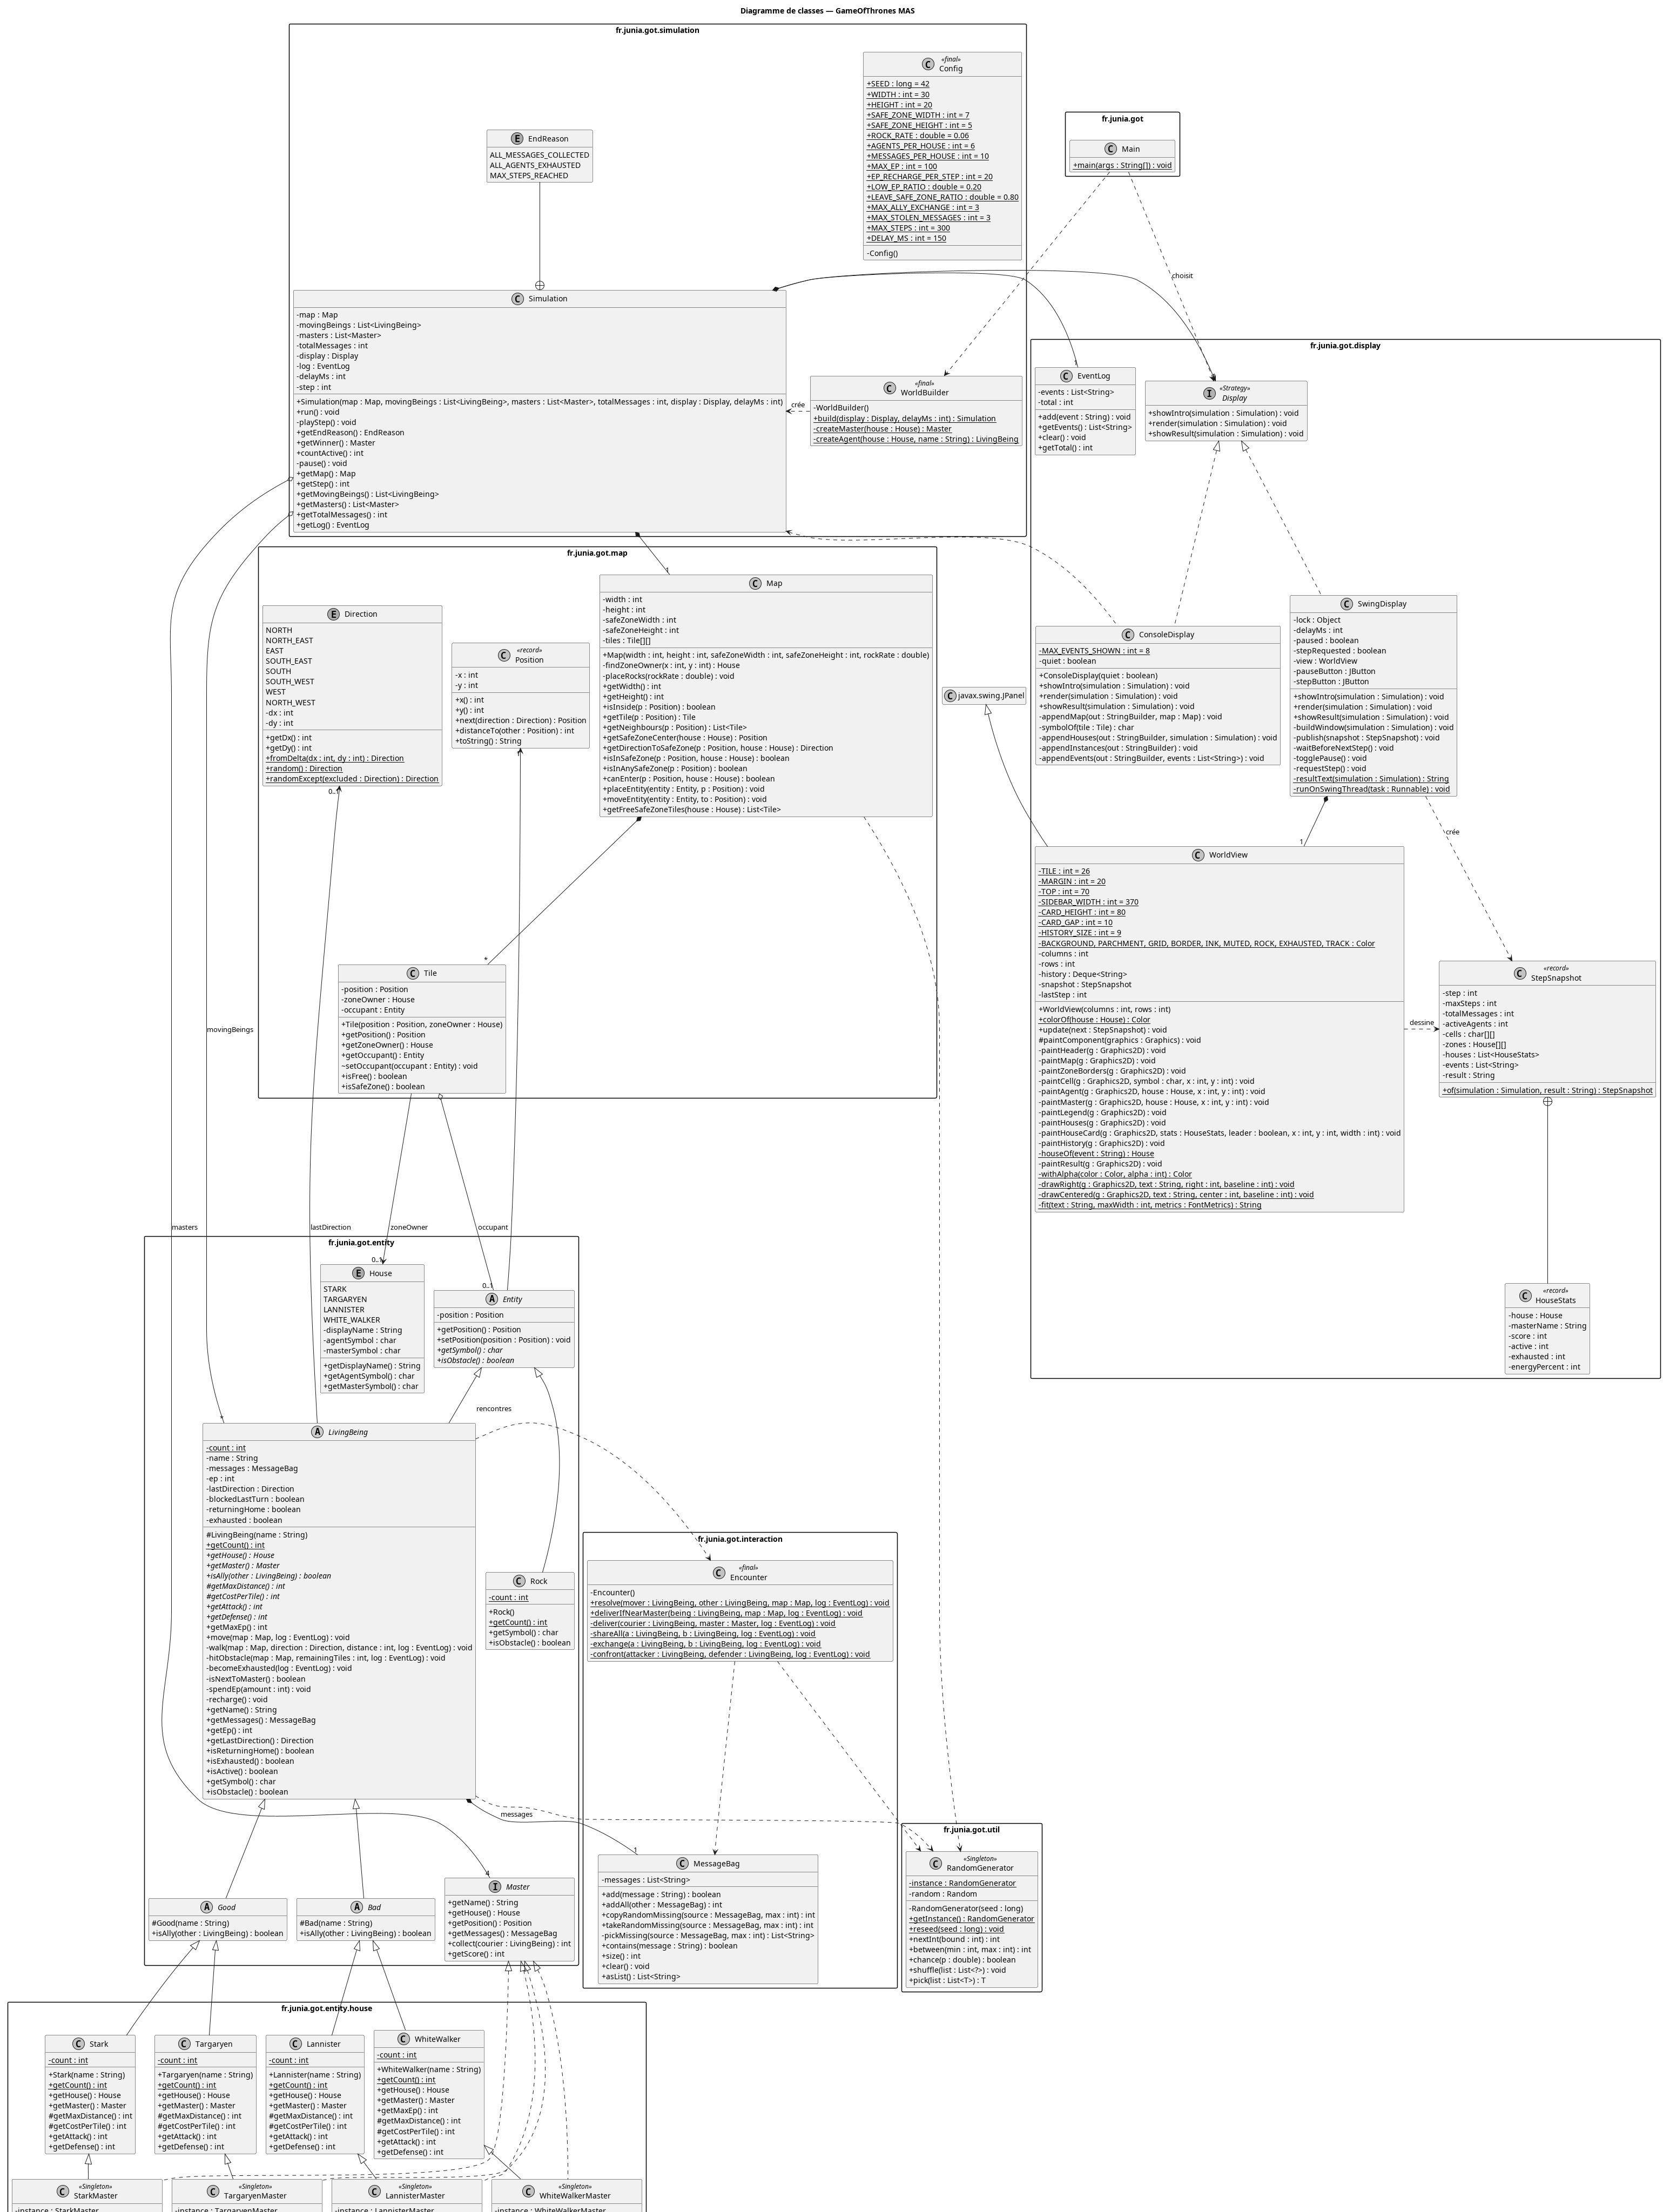 Diagramme de classes — GameOfThrones MAS
fr.junia.got.simulation
«final»
Config
+SEED : long = 42
+WIDTH : int = 30
+HEIGHT : int = 20
+SAFE_ZONE_WIDTH : int = 7
+SAFE_ZONE_HEIGHT : int = 5
+ROCK_RATE : double = 0.06
+AGENTS_PER_HOUSE : int = 6
+MESSAGES_PER_HOUSE : int = 10
+MAX_EP : int = 100
+EP_RECHARGE_PER_STEP : int = 20
+LOW_EP_RATIO : double = 0.20
+LEAVE_SAFE_ZONE_RATIO : double = 0.80
+MAX_ALLY_EXCHANGE : int = 3
+MAX_STOLEN_MESSAGES : int = 3
+MAX_STEPS : int = 300
+DELAY_MS : int = 150
-Config()
EndReason
ALL_MESSAGES_COLLECTED
ALL_AGENTS_EXHAUSTED
MAX_STEPS_REACHED
fr.junia.got
Main
+main(args : String[]) : void
choisit
Simulation
-map : Map
-movingBeings : List<LivingBeing>
-masters : List<Master>
-totalMessages : int
-display : Display
-log : EventLog
-delayMs : int
-step : int
+Simulation(map : Map, movingBeings : List<LivingBeing>, masters : List<Master>, totalMessages : int, display : Display, delayMs : int)
+run() : void
-playStep() : void
+getEndReason() : EndReason
+getWinner() : Master
+countActive() : int
-pause() : void
+getMap() : Map
+getStep() : int
+getMovingBeings() : List<LivingBeing>
+getMasters() : List<Master>
+getTotalMessages() : int
+getLog() : EventLog
crée
«final»
WorldBuilder
-WorldBuilder()
+build(display : Display, delayMs : int) : Simulation
-createMaster(house : House) : Master
-createAgent(house : House, name : String) : LivingBeing
fr.junia.got.display
1
EventLog
-events : List<String>
-total : int
+add(event : String) : void
+getEvents() : List<String>
+clear() : void
+getTotal() : int
«Strategy»
Display
+showIntro(simulation : Simulation) : void
+render(simulation : Simulation) : void
+showResult(simulation : Simulation) : void
fr.junia.got.map
1
Direction
NORTH
NORTH_EAST
EAST
SOUTH_EAST
SOUTH
SOUTH_WEST
WEST
NORTH_WEST
-dx : int
-dy : int
+getDx() : int
+getDy() : int
+fromDelta(dx : int, dy : int) : Direction
+random() : Direction
+randomExcept(excluded : Direction) : Direction
0..1
«record»
Position
-x : int
-y : int
+x() : int
+y() : int
+next(direction : Direction) : Position
+distanceTo(other : Position) : int
+toString() : String
Map
-width : int
-height : int
-safeZoneWidth : int
-safeZoneHeight : int
-tiles : Tile[][]
+Map(width : int, height : int, safeZoneWidth : int, safeZoneHeight : int, rockRate : double)
-findZoneOwner(x : int, y : int) : House
-placeRocks(rockRate : double) : void
+getWidth() : int
+getHeight() : int
+isInside(p : Position) : boolean
+getTile(p : Position) : Tile
+getNeighbours(p : Position) : List<Tile>
+getSafeZoneCenter(house : House) : Position
+getDirectionToSafeZone(p : Position, house : House) : Direction
+isInSafeZone(p : Position, house : House) : boolean
+isInAnySafeZone(p : Position) : boolean
+canEnter(p : Position, house : House) : boolean
+placeEntity(entity : Entity, p : Position) : void
+moveEntity(entity : Entity, to : Position) : void
+getFreeSafeZoneTiles(house : House) : List<Tile>
javax.swing.JPanel
ConsoleDisplay
-MAX_EVENTS_SHOWN : int = 8
-quiet : boolean
+ConsoleDisplay(quiet : boolean)
+showIntro(simulation : Simulation) : void
+render(simulation : Simulation) : void
+showResult(simulation : Simulation) : void
-appendMap(out : StringBuilder, map : Map) : void
-symbolOf(tile : Tile) : char
-appendHouses(out : StringBuilder, simulation : Simulation) : void
-appendInstances(out : StringBuilder) : void
-appendEvents(out : StringBuilder, events : List<String>) : void
SwingDisplay
-lock : Object
-delayMs : int
-paused : boolean
-stepRequested : boolean
-view : WorldView
-pauseButton : JButton
-stepButton : JButton
+showIntro(simulation : Simulation) : void
+render(simulation : Simulation) : void
+showResult(simulation : Simulation) : void
-buildWindow(simulation : Simulation) : void
-publish(snapshot : StepSnapshot) : void
-waitBeforeNextStep() : void
-togglePause() : void
-requestStep() : void
-resultText(simulation : Simulation) : String
-runOnSwingThread(task : Runnable) : void
crée
1
WorldView
-TILE : int = 26
-MARGIN : int = 20
-TOP : int = 70
-SIDEBAR_WIDTH : int = 370
-CARD_HEIGHT : int = 80
-CARD_GAP : int = 10
-HISTORY_SIZE : int = 9
-BACKGROUND, PARCHMENT, GRID, BORDER, INK, MUTED, ROCK, EXHAUSTED, TRACK : Color
-columns : int
-rows : int
-history : Deque<String>
-snapshot : StepSnapshot
-lastStep : int
+WorldView(columns : int, rows : int)
+colorOf(house : House) : Color
+update(next : StepSnapshot) : void
#paintComponent(graphics : Graphics) : void
-paintHeader(g : Graphics2D) : void
-paintMap(g : Graphics2D) : void
-paintZoneBorders(g : Graphics2D) : void
-paintCell(g : Graphics2D, symbol : char, x : int, y : int) : void
-paintAgent(g : Graphics2D, house : House, x : int, y : int) : void
-paintMaster(g : Graphics2D, house : House, x : int, y : int) : void
-paintLegend(g : Graphics2D) : void
-paintHouses(g : Graphics2D) : void
-paintHouseCard(g : Graphics2D, stats : HouseStats, leader : boolean, x : int, y : int, width : int) : void
-paintHistory(g : Graphics2D) : void
-houseOf(event : String) : House
-paintResult(g : Graphics2D) : void
-withAlpha(color : Color, alpha : int) : Color
-drawRight(g : Graphics2D, text : String, right : int, baseline : int) : void
-drawCentered(g : Graphics2D, text : String, center : int, baseline : int) : void
-fit(text : String, maxWidth : int, metrics : FontMetrics) : String
dessine
«record»
StepSnapshot
-step : int
-maxSteps : int
-totalMessages : int
-activeAgents : int
-cells : char[][]
-zones : House[][]
-houses : List<HouseStats>
-events : List<String>
-result : String
+of(simulation : Simulation, result : String) : StepSnapshot
«record»
HouseStats
-house : House
-masterName : String
-score : int
-active : int
-exhausted : int
-energyPercent : int
*
Tile
-position : Position
-zoneOwner : House
-occupant : Entity
+Tile(position : Position, zoneOwner : House)
+getPosition() : Position
+getZoneOwner() : House
+getOccupant() : Entity
~setOccupant(occupant : Entity) : void
+isFree() : boolean
+isSafeZone() : boolean
movingBeings
masters
lastDirection
zoneOwner
occupant
fr.junia.got.entity
0..1
House
STARK
TARGARYEN
LANNISTER
WHITE_WALKER
-displayName : String
-agentSymbol : char
-masterSymbol : char
+getDisplayName() : String
+getAgentSymbol() : char
+getMasterSymbol() : char
0..1
Entity
-position : Position
+getPosition() : Position
+setPosition(position : Position) : void
+getSymbol() : char
+isObstacle() : boolean
rencontres
*
LivingBeing
-count : int
-name : String
-messages : MessageBag
-ep : int
-lastDirection : Direction
-blockedLastTurn : boolean
-returningHome : boolean
-exhausted : boolean
#LivingBeing(name : String)
+getCount() : int
+getHouse() : House
+getMaster() : Master
+isAlly(other : LivingBeing) : boolean
#getMaxDistance() : int
#getCostPerTile() : int
+getAttack() : int
+getDefense() : int
+getMaxEp() : int
+move(map : Map, log : EventLog) : void
-walk(map : Map, direction : Direction, distance : int, log : EventLog) : void
-hitObstacle(map : Map, remainingTiles : int, log : EventLog) : void
-becomeExhausted(log : EventLog) : void
-isNextToMaster() : boolean
-spendEp(amount : int) : void
-recharge() : void
+getName() : String
+getMessages() : MessageBag
+getEp() : int
+getLastDirection() : Direction
+isReturningHome() : boolean
+isExhausted() : boolean
+isActive() : boolean
+getSymbol() : char
+isObstacle() : boolean
Rock
-count : int
+Rock()
+getCount() : int
+getSymbol() : char
+isObstacle() : boolean
fr.junia.got.interaction
«final»
Encounter
-Encounter()
+resolve(mover : LivingBeing, other : LivingBeing, map : Map, log : EventLog) : void
+deliverIfNearMaster(being : LivingBeing, map : Map, log : EventLog) : void
-deliver(courier : LivingBeing, master : Master, log : EventLog) : void
-shareAll(a : LivingBeing, b : LivingBeing, log : EventLog) : void
-exchange(a : LivingBeing, b : LivingBeing, log : EventLog) : void
-confront(attacker : LivingBeing, defender : LivingBeing, log : EventLog) : void
messages
1
MessageBag
-messages : List<String>
+add(message : String) : boolean
+addAll(other : MessageBag) : int
+copyRandomMissing(source : MessageBag, max : int) : int
+takeRandomMissing(source : MessageBag, max : int) : int
-pickMissing(source : MessageBag, max : int) : List<String>
+contains(message : String) : boolean
+size() : int
+clear() : void
+asList() : List<String>
fr.junia.got.util
«Singleton»
RandomGenerator
-instance : RandomGenerator
-random : Random
-RandomGenerator(seed : long)
+getInstance() : RandomGenerator
+reseed(seed : long) : void
+nextInt(bound : int) : int
+between(min : int, max : int) : int
+chance(p : double) : boolean
+shuffle(list : List<?>) : void
+pick(list : List<T>) : T
Good
#Good(name : String)
+isAlly(other : LivingBeing) : boolean
Bad
#Bad(name : String)
+isAlly(other : LivingBeing) : boolean
4
Master
+getName() : String
+getHouse() : House
+getPosition() : Position
+getMessages() : MessageBag
+collect(courier : LivingBeing) : int
+getScore() : int
fr.junia.got.entity.house
Stark
-count : int
+Stark(name : String)
+getCount() : int
+getHouse() : House
+getMaster() : Master
#getMaxDistance() : int
#getCostPerTile() : int
+getAttack() : int
+getDefense() : int
Targaryen
-count : int
+Targaryen(name : String)
+getCount() : int
+getHouse() : House
+getMaster() : Master
#getMaxDistance() : int
#getCostPerTile() : int
+getAttack() : int
+getDefense() : int
Lannister
-count : int
+Lannister(name : String)
+getCount() : int
+getHouse() : House
+getMaster() : Master
#getMaxDistance() : int
#getCostPerTile() : int
+getAttack() : int
+getDefense() : int
WhiteWalker
-count : int
+WhiteWalker(name : String)
+getCount() : int
+getHouse() : House
+getMaster() : Master
+getMaxEp() : int
#getMaxDistance() : int
#getCostPerTile() : int
+getAttack() : int
+getDefense() : int
«Singleton»
StarkMaster
-instance : StarkMaster
«Singleton»
TargaryenMaster
-instance : TargaryenMaster
«Singleton»
LannisterMaster
-instance : LannisterMaster
«Singleton»
WhiteWalkerMaster
-instance : WhiteWalkerMaster